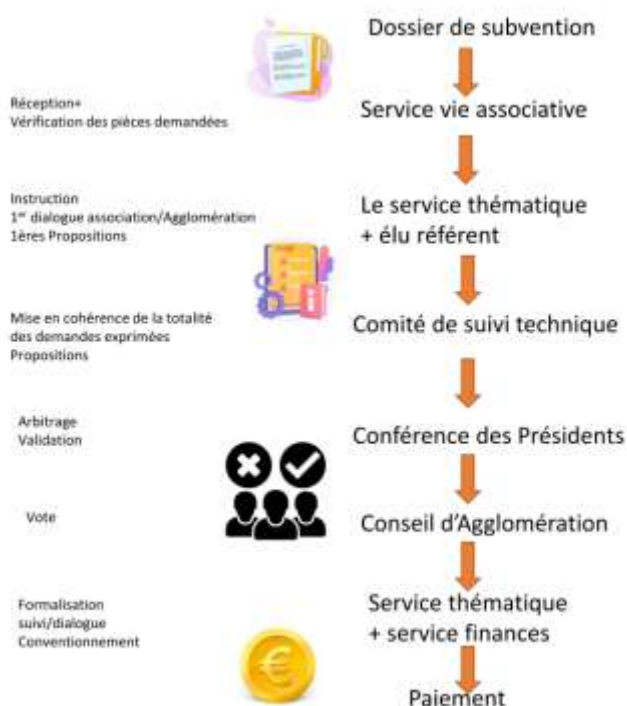 Dossier de subvention
Réception+
Vérification des pièces demandées
Service vie associative
Instruction
1er dialogue association/Agglomération
1ères Propositions
Le service thématique
+ élu référent
Mise en cohérence de la totalité
des demandes exprimées
Propositions
Comité de suivi technique
Arbitrage
Validation
Conférence des Présidents
Vote
Conseil d'Agglomération
Formalisation
suivi/dialogue
Conventionnement
Service thématique
+ service finances
Paiement